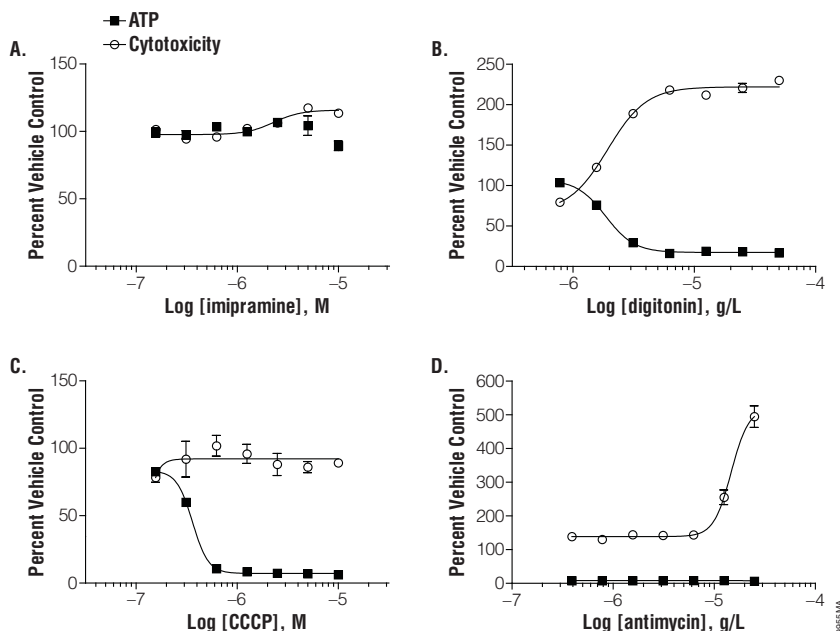 ATP
Cytotoxicity
A.
150
100
50
0
Percent Vehicle Control
–7
–6
–5
Log [imipramine], M
B.
250
200
150
100
50
0
Percent Vehicle Control
–6
–5
–4
Log [digitonin], g/L
C.
150
100
50
0
Percent Vehicle Control
–7
–6
–5
Log [CCCP], M
D.
600
500
400
300
200
100
0
Percent Vehicle Control
–7
–6
–5
–4
Log [antimycin], g/L